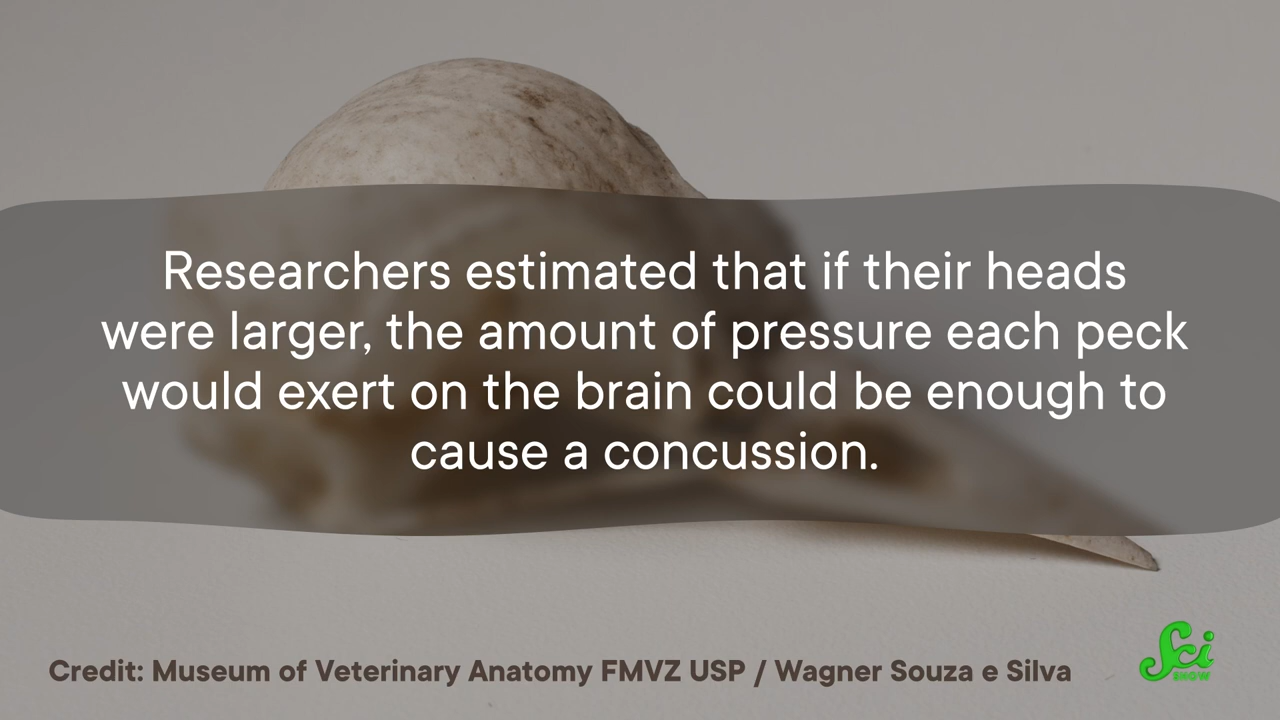 Researchers estimated that if their heads
were larger, the amount of pressure each peck
would exert on the brain could be enough to
cause a concussion.
Credit: Museum of Veterinary Anatomy FMVZ USP / Wagner Souza e Silva
Sci
SHOW